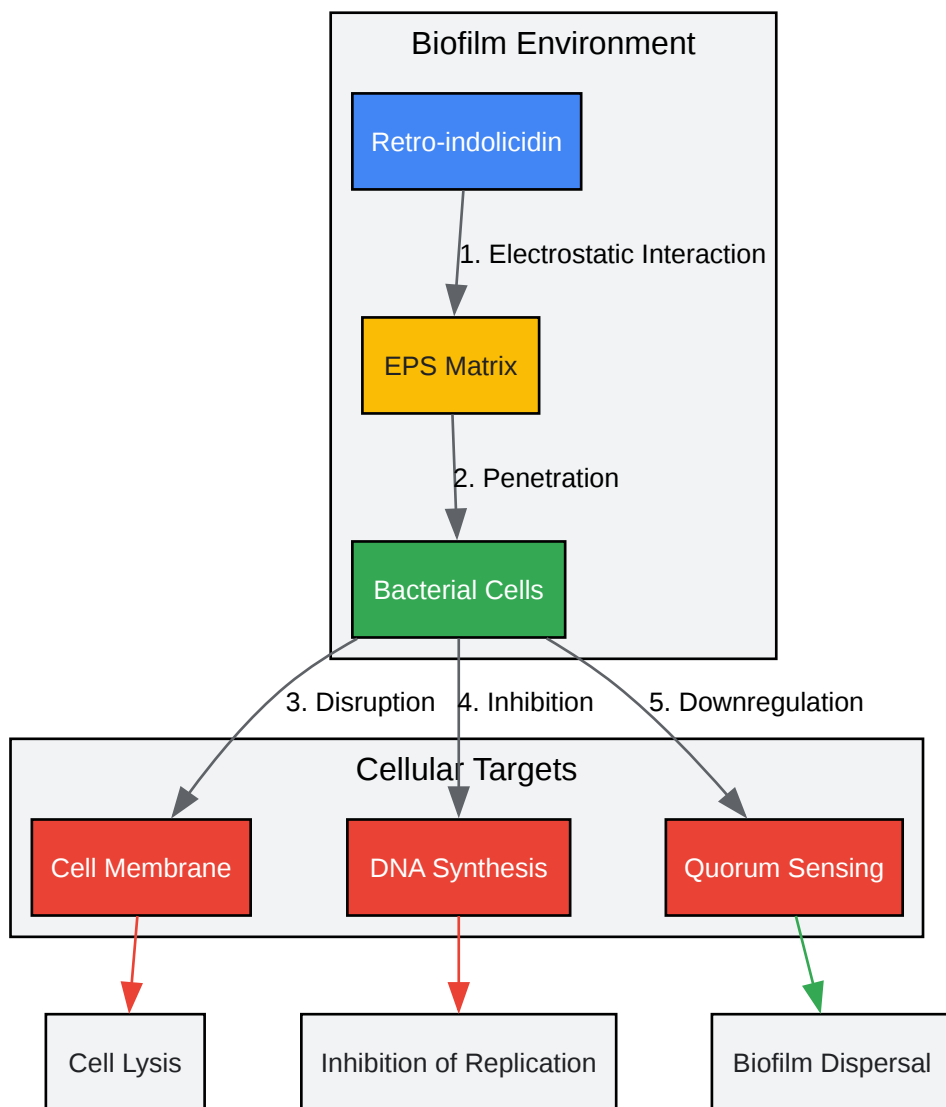 Biofilm Environment
Retro-indolicidin
1. Electrostatic Interaction
EPS Matrix
2. Penetration
Bacterial Cells
3. Disruption
4. Inhibition
5. Downregulation
Cellular Targets
Cell Membrane
DNA Synthesis
Quorum Sensing
Cell Lysis
Inhibition of Replication
Biofilm Dispersal